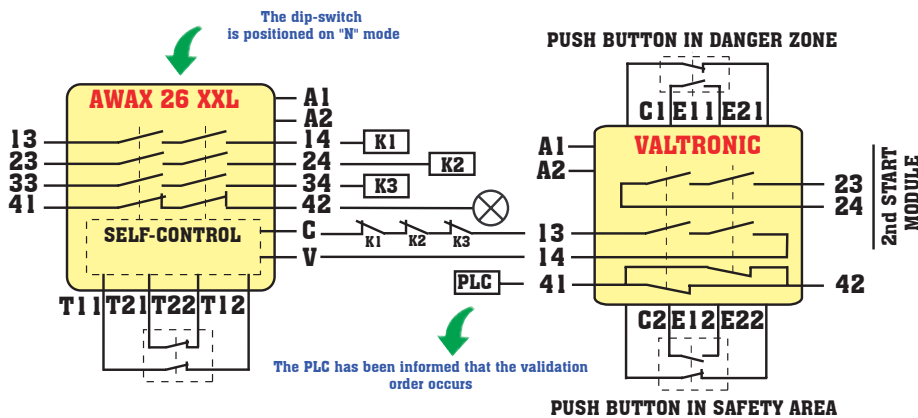 The dip-switch
is positioned on "N" mode
PUSH BUTTON IN DANGER ZONE
AWAX 26 XXL
A1
A2
13 14 K1
23 24 K2
33 34 K3
41 42
SELF-CONTROL
C K1 K2 K3
V
T11 T21 T22 T12
C1 E11 E21
VALTRONIC
A1
A2
23
24
13
14
PLC 41 42
2nd START
MODULE
C2 E12 E22
The PLC has been informed that the validation
order occurs
PUSH BUTTON IN SAFETY AREA